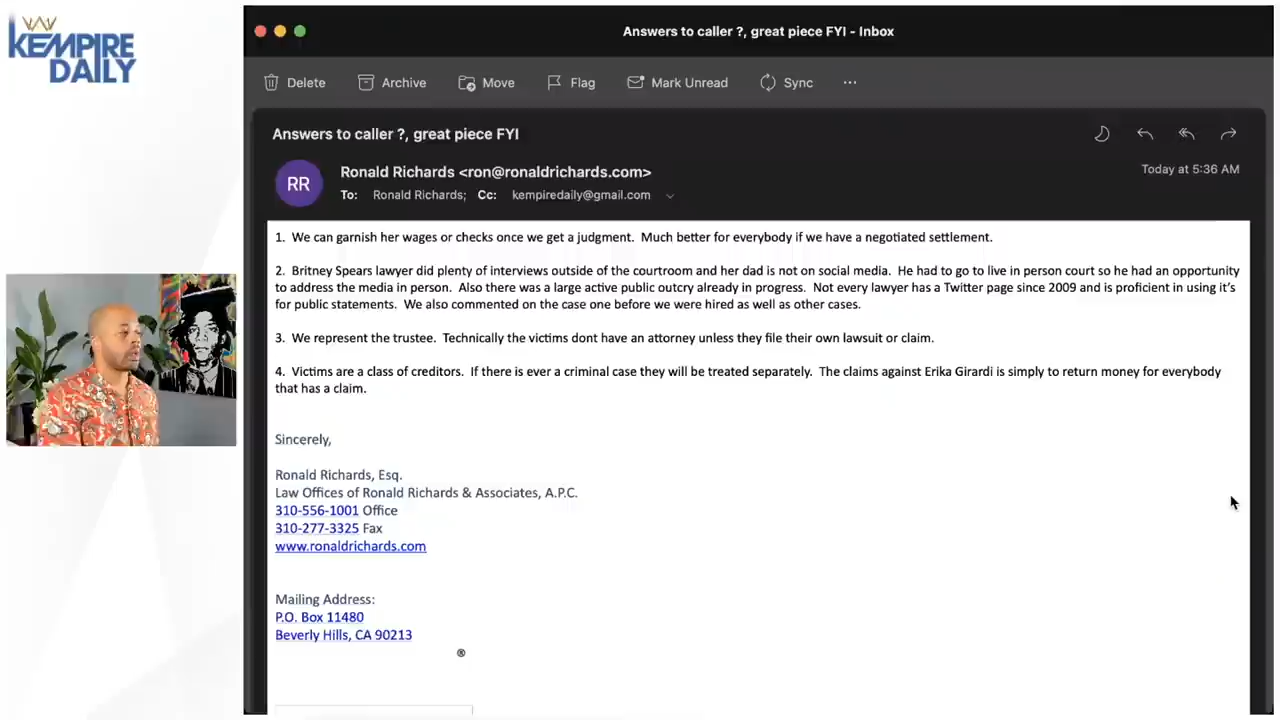 KEMPIRE
DAILY
Answers to caller ?, great piece FYI - Inbox
Delete
Archive
Move
Flag
Mark Unread
Sync
Answers to caller ?, great piece FYI
RR
Ronald Richards <ron@ronaldrichards.com>
Today at 5:36 AM
To: Ronald Richards; Cc: kempiredaily@gmail.com
1. We can garnish her wages or checks once we get a judgment. Much better for everybody if we have a negotiated settlement.
2. Britney Spears lawyer did plenty of interviews outside of the courtroom and her dad is not on social media. He had to go to live in person court so he had an opportunity
to address the media in person. Also there was a large active public outcry already in progress. Not every lawyer has a Twitter page since 2009 and is proficient in using it's
for public statements. We also commented on the case one before we were hired as well as other cases.
3. We represent the trustee. Technically the victims dont have an attorney unless they file their own lawsuit or claim.
4. Victims are a class of creditors. If there is ever a criminal case they will be treated separately. The claims against Erika Girardi is simply to return money for everybody
that has a claim.
Sincerely,
Ronald Richards, Esq.
Law Offices of Ronald Richards & Associates, A.P.C.
310-556-1001 Office
310-277-3325 Fax
www.ronaldrichards.com
Mailing Address:
P.O. Box 11480
Beverly Hills, CA 90213
®